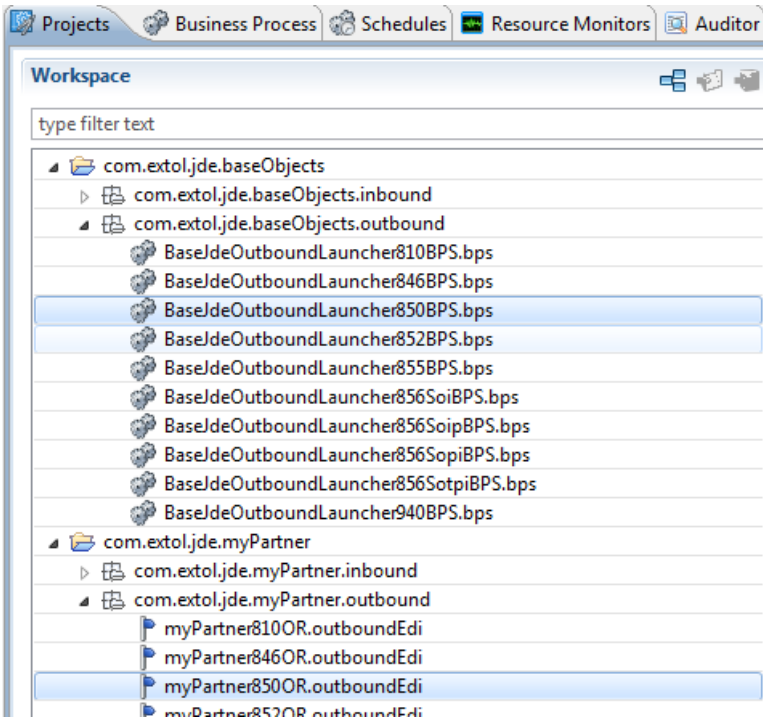 Projects Business Process Schedules Resource Monitors Auditor
Workspace
type filter text
com.extol.jde.baseObjects
com.extol.jde.baseObjects.inbound
com.extol.jde.baseObjects.outbound
BaseJdeOutboundLauncher810BPS.bps
BaseJdeOutboundLauncher846BPS.bps
BaseJdeOutboundLauncher850BPS.bps
BaseJdeOutboundLauncher852BPS.bps
BaseJdeOutboundLauncher855BPS.bps
BaseJdeOutboundLauncher856SoiBPS.bps
BaseJdeOutboundLauncher856SoipBPS.bps
BaseJdeOutboundLauncher856SopiBPS.bps
BaseJdeOutboundLauncher856SotpiBPS.bps
BaseJdeOutboundLauncher940BPS.bps
com.extol.jde.myPartner
com.extol.jde.myPartner.inbound
com.extol.jde.myPartner.outbound
myPartner810OR.outboundEdi
myPartner846OR.outboundEdi
myPartner850OR.outboundEdi
myPartner852OR.outboundEdi